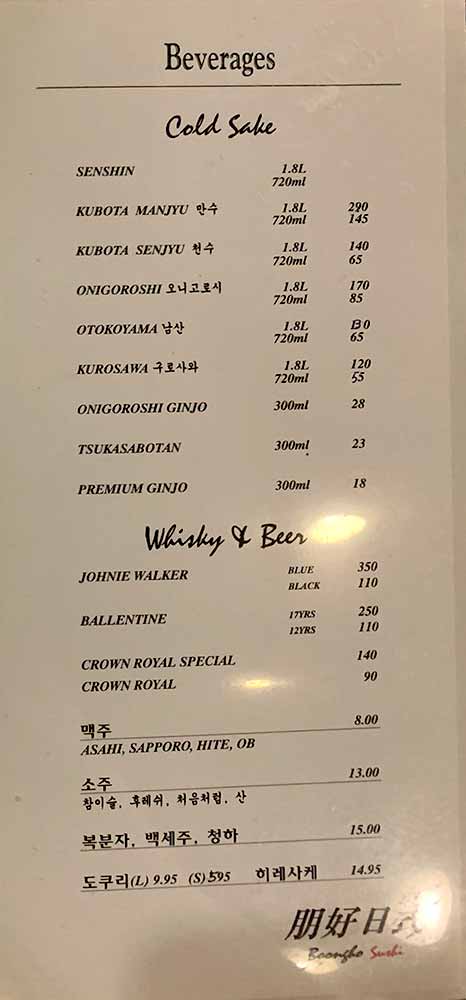 Beverages
Cold Sake
SENSHIN 1.8L
720ml
KUBOTA MANJYU 만수 1.8L 290
720ml 145
KUBOTA SENJYU 천수 1.8L 140
720ml 65
ONIGOROSHI 오니고로시 1.8L 170
720ml 85
OTOKOYAMA 남산 1.8L 130
720ml 65
KUROSAWA 구로사와 1.8L 120
720ml 55
ONIGOROSHI GINJO 300ml 28
TSUKASABOTAN 300ml 23
PREMIUM GINJO 300ml 18
Whisky & Beer
JOHNIE WALKER BLUE 350
BLACK 110
BALLENTINE 17YRS 250
12YRS 110
CROWN ROYAL SPECIAL 140
CROWN ROYAL 90
맥주 8.00
ASAHI, SAPPORO, HITE, OB
소주 13.00
참이슬, 후레쉬, 처음처럼, 산
복분자, 백세주, 청하 15.00
도쿠리(L) 9.95 (S) 595 히레사케 14.95
朋好日
Boongho Sushi